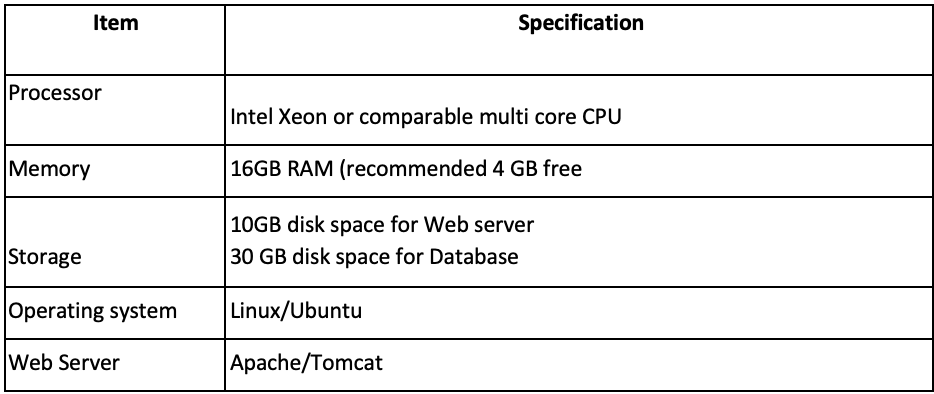 Item Specification
Processor
Intel Xeon or comparable multi core CPU
Memory 16GB RAM (recommended 4 GB free
10GB disk space for Web server
Storage 30 GB disk space for Database
Operating system Linux/Ubuntu
Web Server Apache/Tomcat